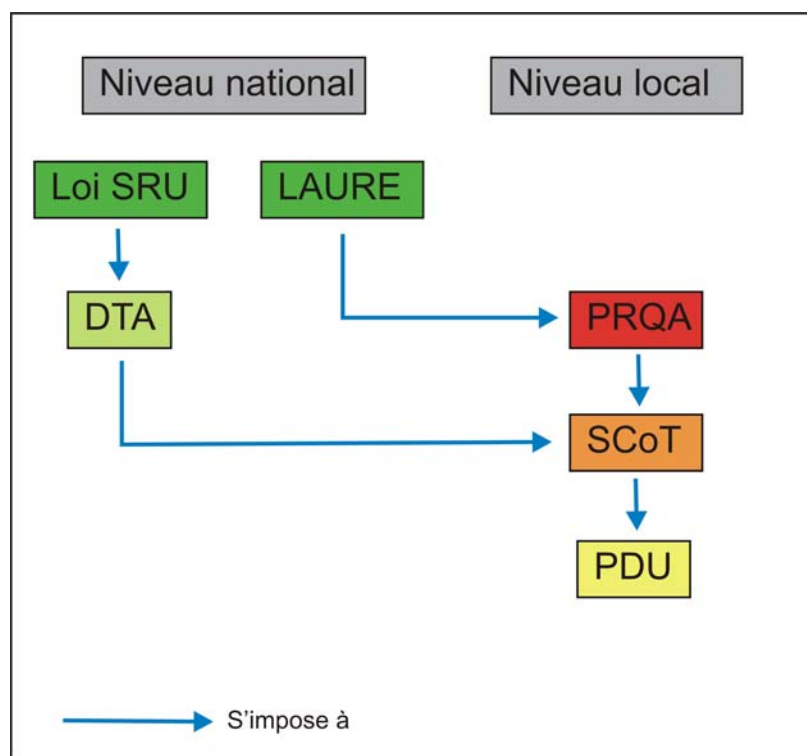 Niveau national
Niveau local
Loi SRU
LAURE
DTA
PRQA
SCoT
PDU
S'impose à